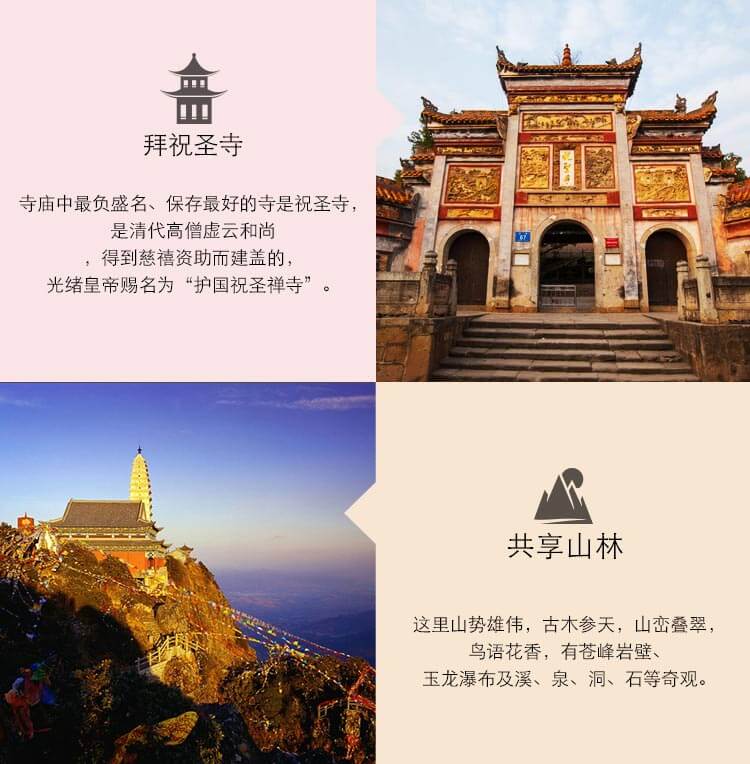 拜祝圣寺
寺庙中最负盛名、保存最好的寺是祝圣寺，
是清代高僧虚云和尚
，得到慈禧资助而建盖的，
光绪皇帝赐名为“护国祝圣禅寺”。
67
共享山林
这里山势雄伟，古木参天，山峦叠翠，
鸟语花香，有苍峰岩壁、
玉龙瀑布及溪、泉、洞、石等奇观。